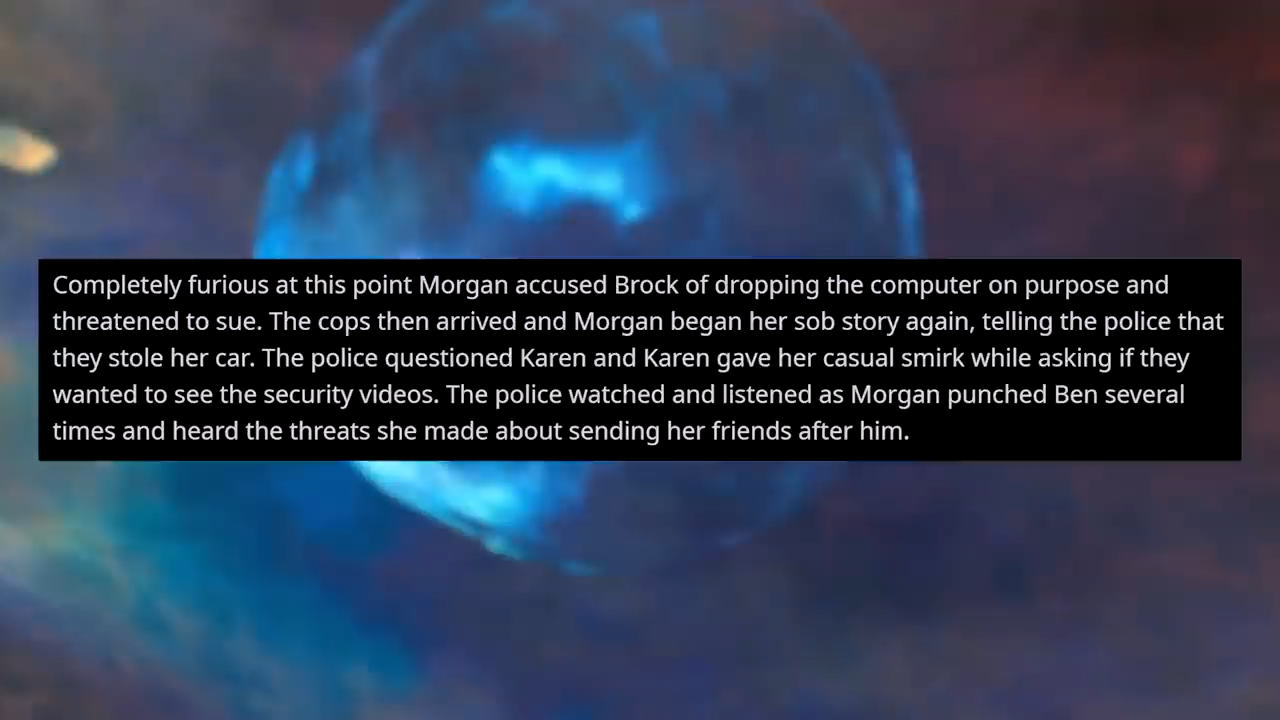 Completely furious at this point Morgan accused Brock of dropping the computer on purpose and
threatened to sue. The cops then arrived and Morgan began her sob story again, telling the police that
they stole her car. The police questioned Karen and Karen gave her casual smirk while asking if they
wanted to see the security videos. The police watched and listened as Morgan punched Ben several
times and heard the threats she made about sending her friends after him.